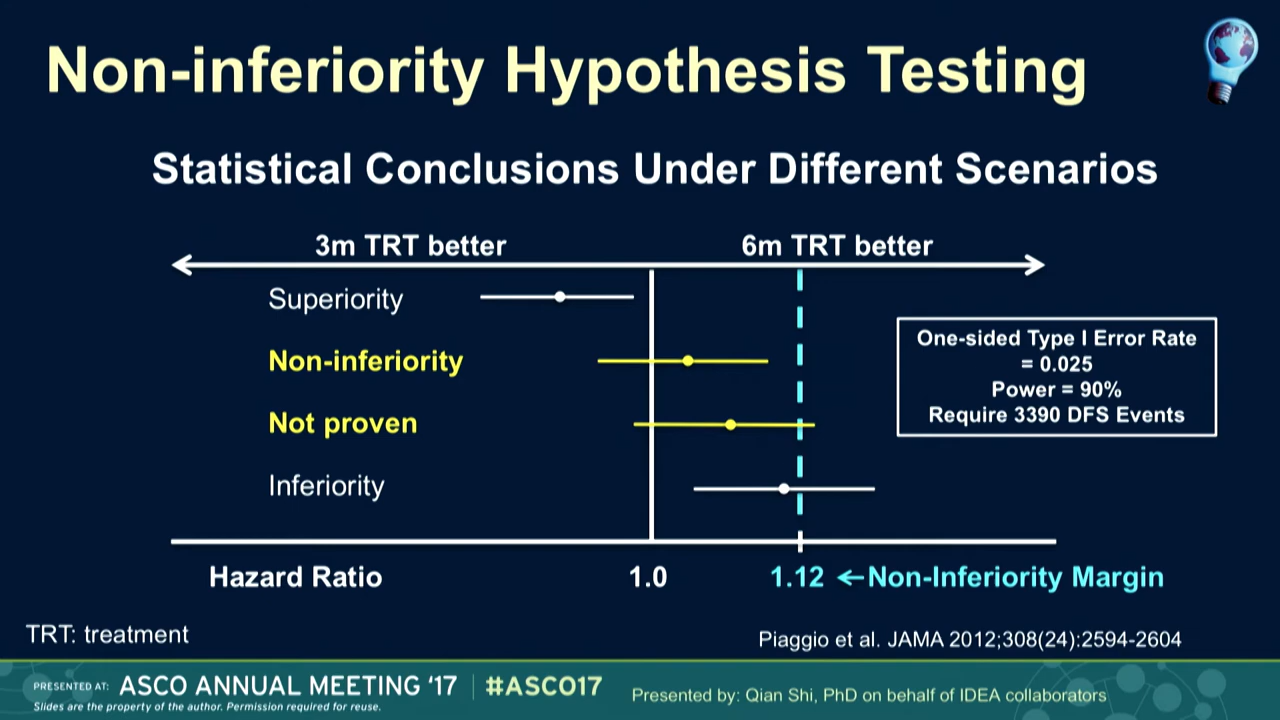 Non-inferiority Hypothesis Testing
Statistical Conclusions Under Different Scenarios
3m TRT better
6m TRT better
Superiority
Non-inferiority
Not proven
Inferiority
One-sided Type I Error Rate
= 0.025
Power = 90%
Require 3390 DFS Events
Hazard Ratio
1.0
1.12 ←Non-Inferiority Margin
TRT: treatment
Piaggio et al. JAMA 2012;308(24):2594-2604
PRESENTED AT: ASCO ANNUAL MEETING ‘17 | #ASCO17
Slides are the property of the author. Permission required for reuse.
Presented by: Qian Shi, PhD on behalf of IDEA collaborators